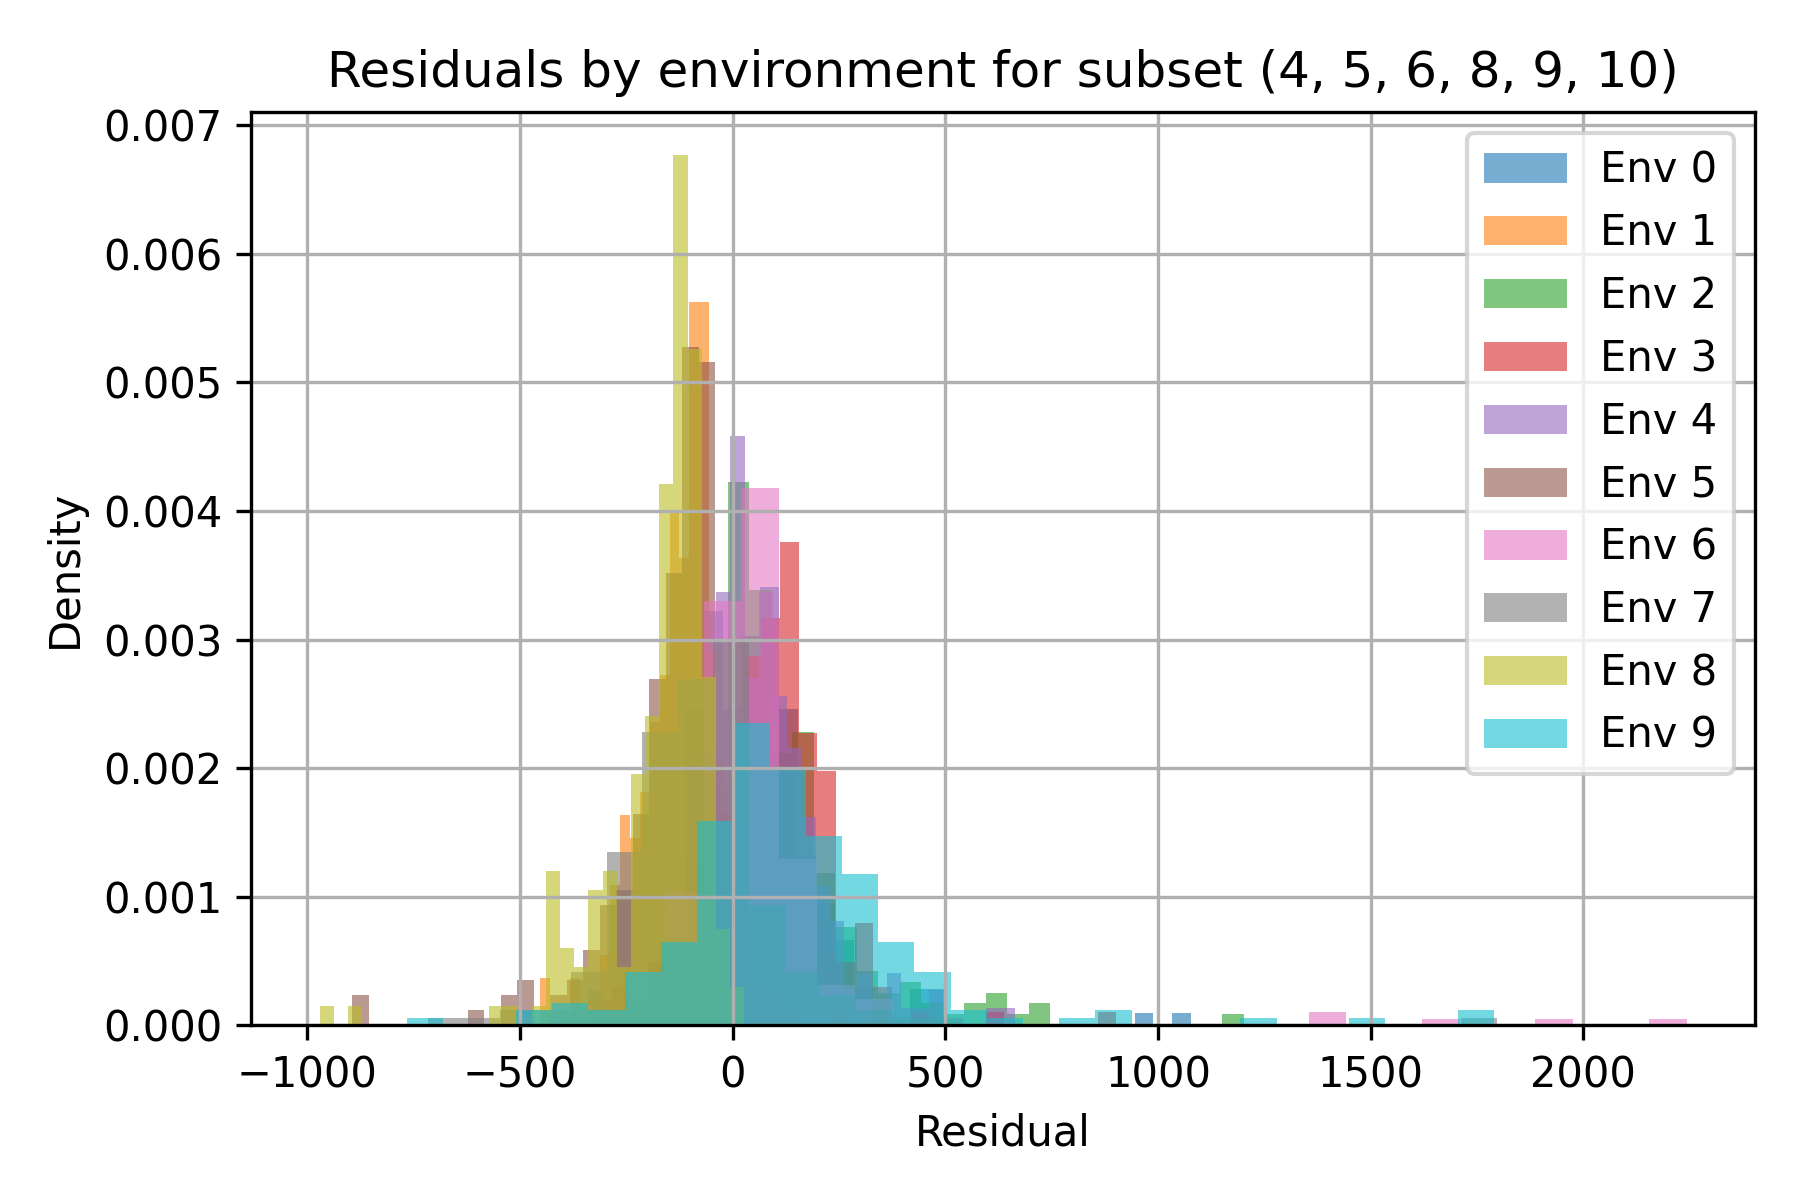 Residuals by environment for subset (4, 5, 6, 8, 9, 10)
0.007
0.006
0.005
0.004
0.003
0.002
0.001
0.000
Density
−1000
−500
0
500
1000
1500
2000
Residual
Env 0
Env 1
Env 2
Env 3
Env 4
Env 5
Env 6
Env 7
Env 8
Env 9